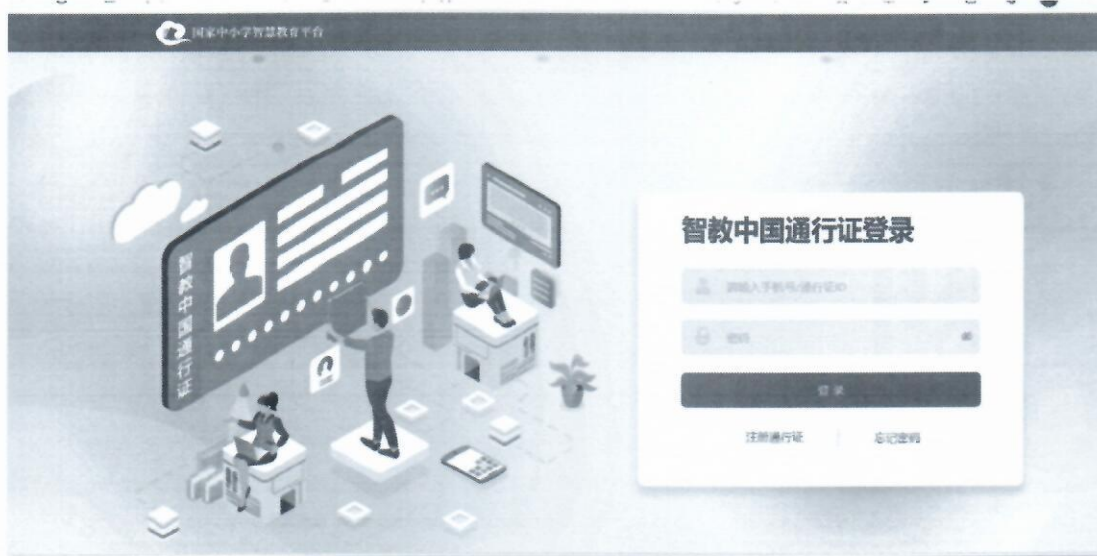 国家中小学智慧教育平台
智教中国通行证
智教中国通行证登录
请输入手机号/通行证ID
密码
登录
注册通行证
忘记密码